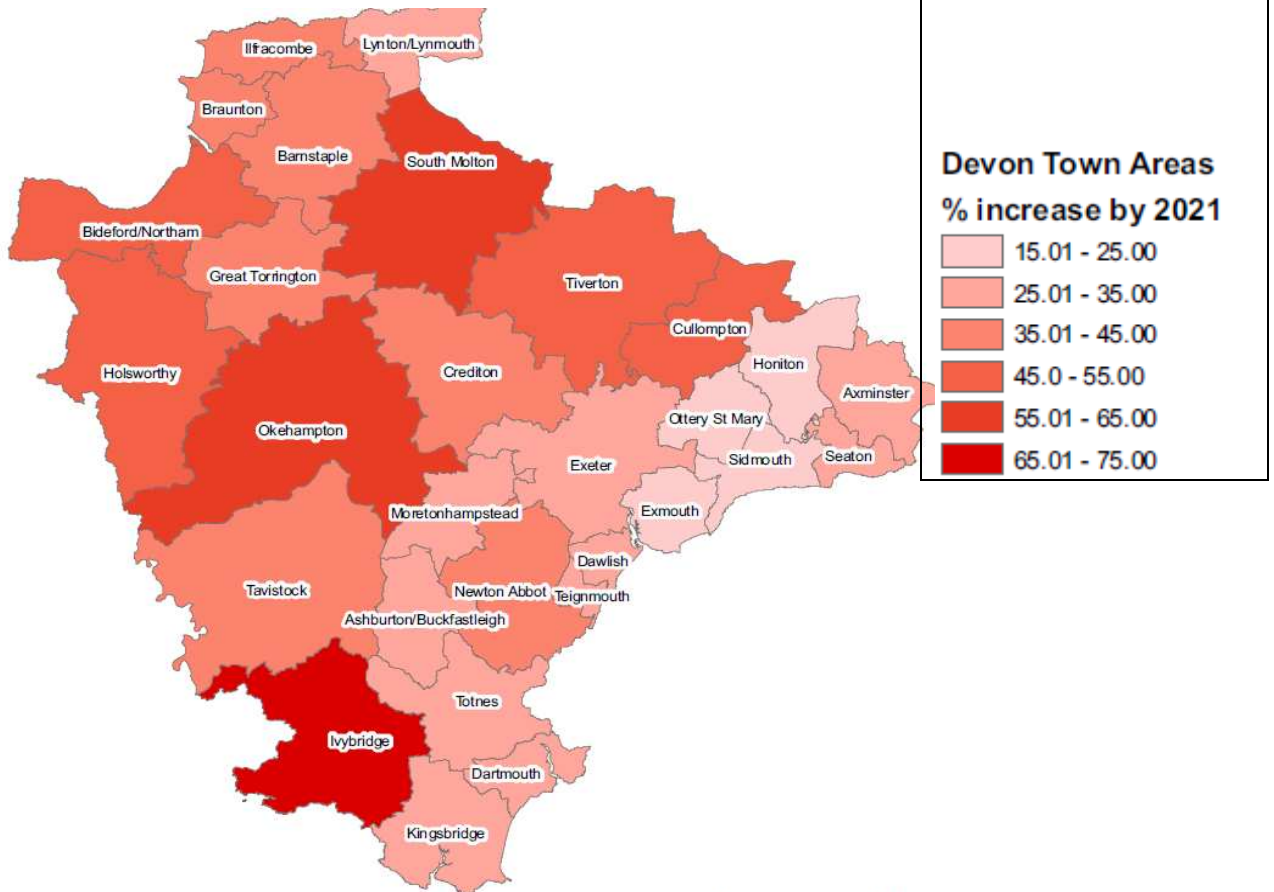 Ilfracombe
Lynton/Lynmouth
Braunton
Barnstaple
South Molton
Bideford/Northam
Great Torrington
Tiverton
Cullompton
Holsworthy
Crediton
Honiton
Axminster
Okehampton
Ottery St Mary
Exeter
Sidmouth
Seaton
Moretonhampstead
Exmouth
Dawlish
Tavistock
Newton Abbot
Teignmouth
Ashburton/Buckfastleigh
Totnes
Ivybridge
Dartmouth
Kingsbridge
Devon Town Areas
% increase by 2021
15.01 - 25.00
25.01 - 35.00
35.01 - 45.00
45.0 - 55.00
55.01 - 65.00
65.01 - 75.00